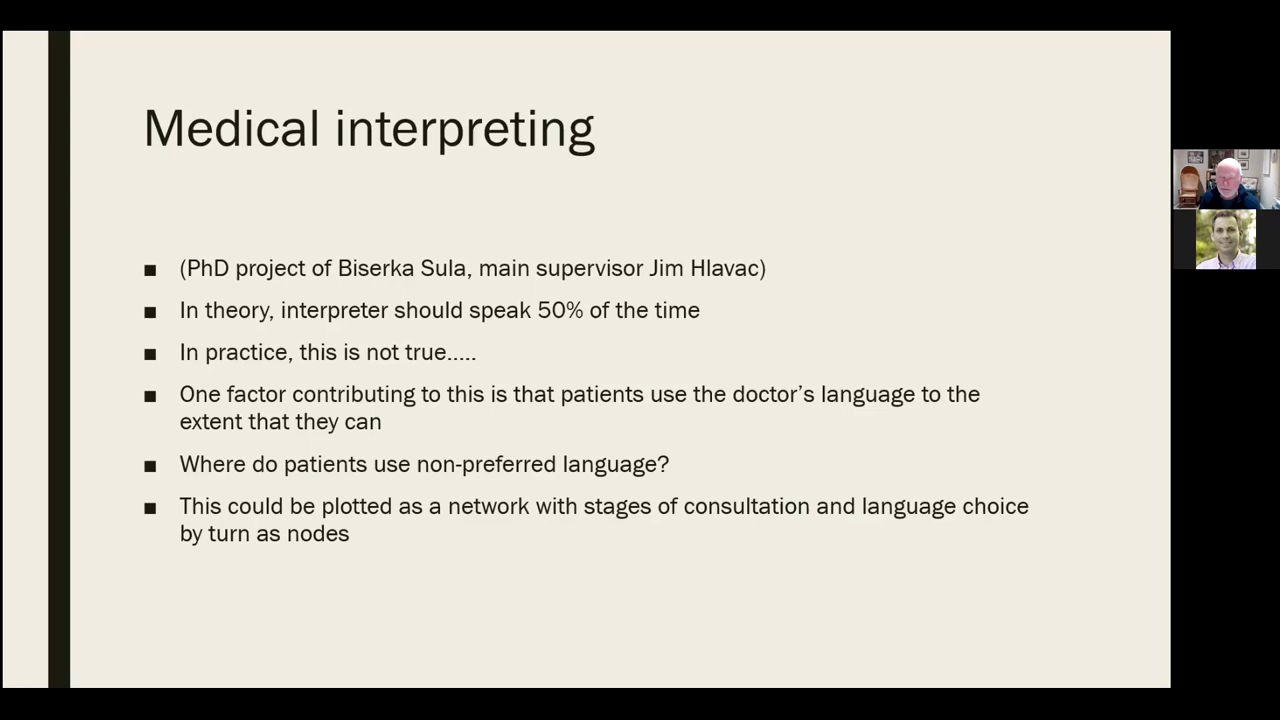 Medical interpreting
■ (PhD project of Biserka Sula, main supervisor Jim Hlavac)
■ In theory, interpreter should speak 50% of the time
■ In practice, this is not true.....
■ One factor contributing to this is that patients use the doctor’s language to the
extent that they can
■ Where do patients use non-preferred language?
■ This could be plotted as a network with stages of consultation and language choice
by turn as nodes